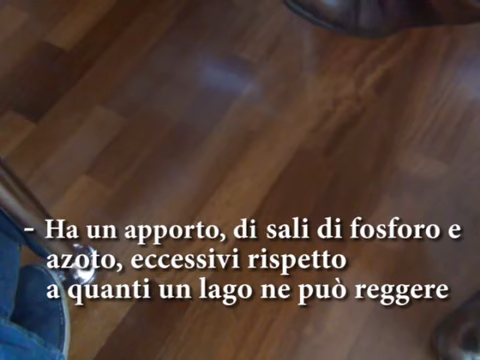 - Ha un apporto, di sali di fosforo e
azoto, eccessivi rispetto
a quanti un lago ne può reggere